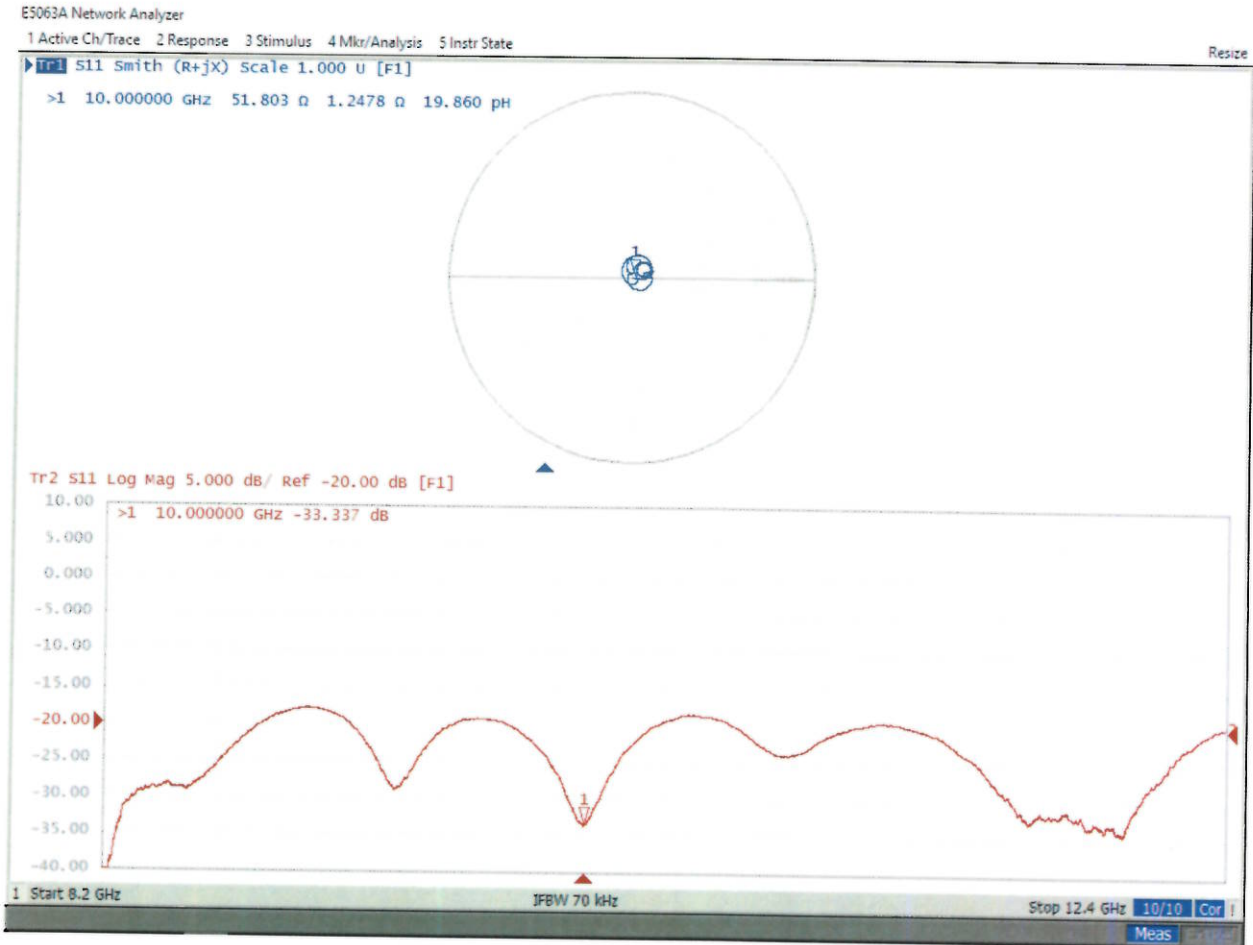 E5063A Network Analyzer
1 Active Ch/Trace 2 Response 3 Stimulus 4 Mkr/Analysis 5 Instr State
Resize
Tr1 S11 Smith (R+jX) Scale 1.000 U [F1]
>1 10.000000 GHz 51.803 Ω 1.2478 Ω 19.860 pH
1
Tr2 S11 Log Mag 5.000 dB/ Ref -20.00 dB [F1]
10.00
>1 10.000000 GHz -33.337 dB
5.000
0.000
-5.000
-10.00
-15.00
-20.00
-25.00
-30.00
1
-35.00
-40.00
1 Start 8.2 GHz
IFBW 70 kHz
Stop 12.4 GHz 10/10 Cor !
Meas